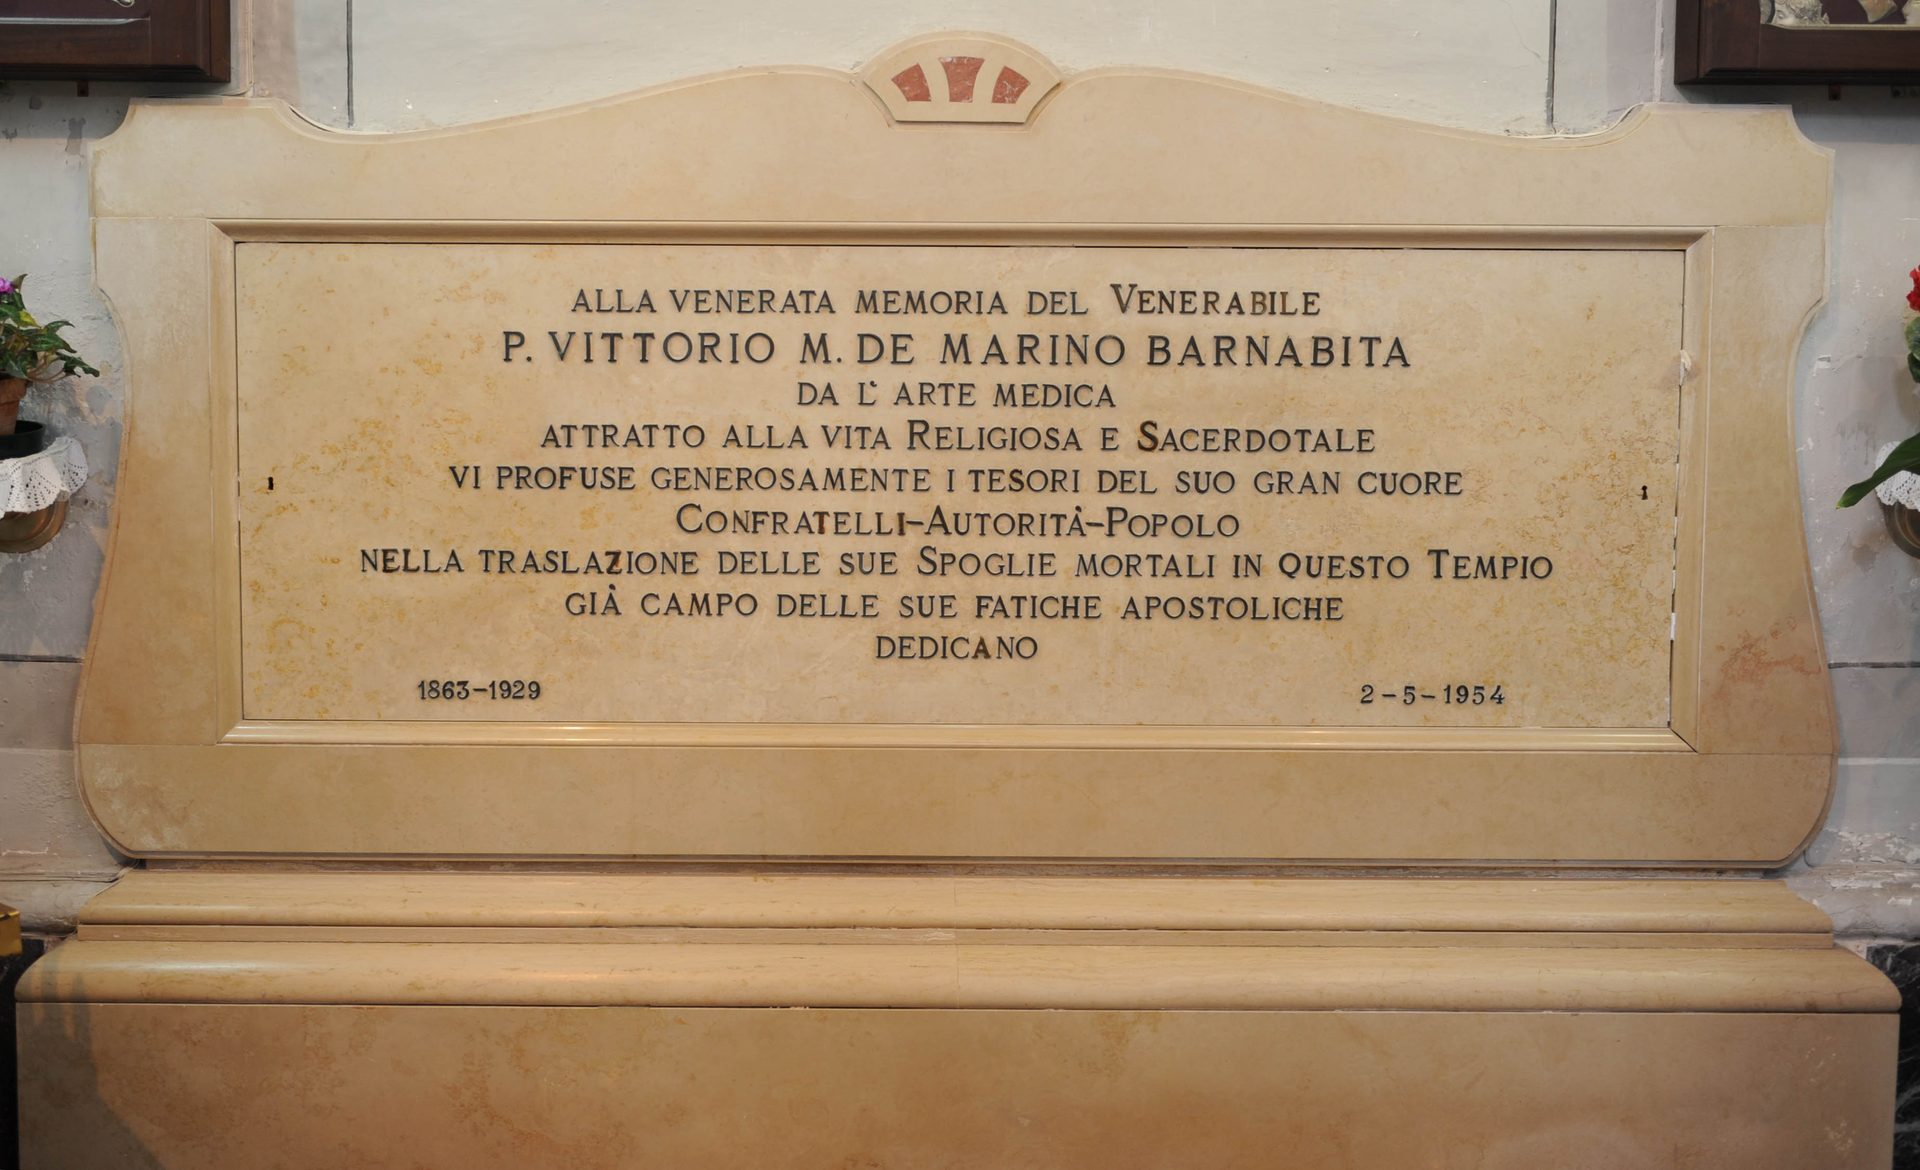 ALLA VENERATA MEMORIA DEL VENERABILE
P. VITTORIO M. DE MARINO BARNABITA
DA L' ARTE MEDICA
ATTRATTO ALLA VITA RELIGIOSA E SACERDOTALE
VI PROFUSE GENEROSAMENTE I TESORI DEL SUO GRAN CUORE
CONFRATELLI-AUTORITÀ-POPOLO
NELLA TRASLAZIONE DELLE SUE SPOGLIE MORTALI IN QUESTO TEMPIO
GIÀ CAMPO DELLE SUE FATICHE APOSTOLICHE
DEDICANO
1863-1929
2-5-1954